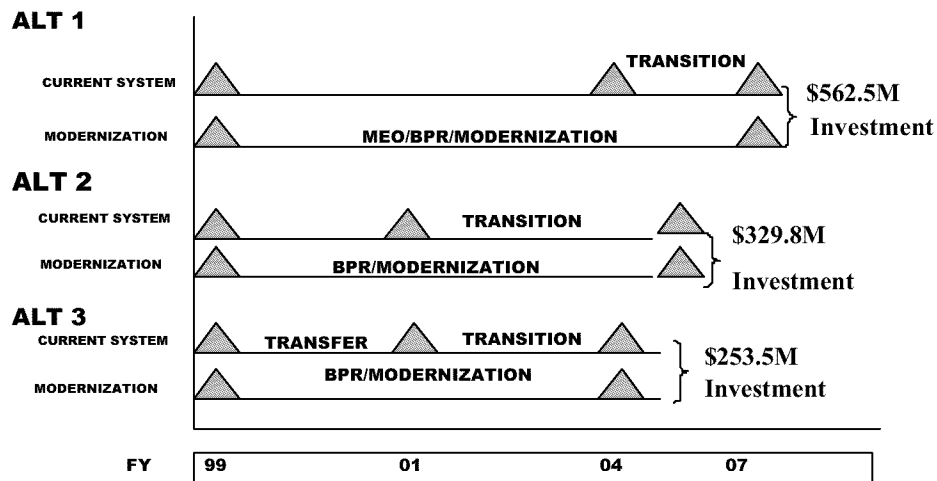 ALT 1
TRANSITION
CURRENT SYSTEM
$562.5M
Investment
MODERNIZATION
MEO/BPR/MODERNIZATION
ALT 2
CURRENT SYSTEM
TRANSITION
$329.8M
MODERNIZATION
BPR/MODERNIZATION
Investment
ALT 3
CURRENT SYSTEM
TRANSFER
TRANSITION
$253.5M
BPR/MODERNIZATION
MODERNIZATION
Investment
FY 99 01 04 07